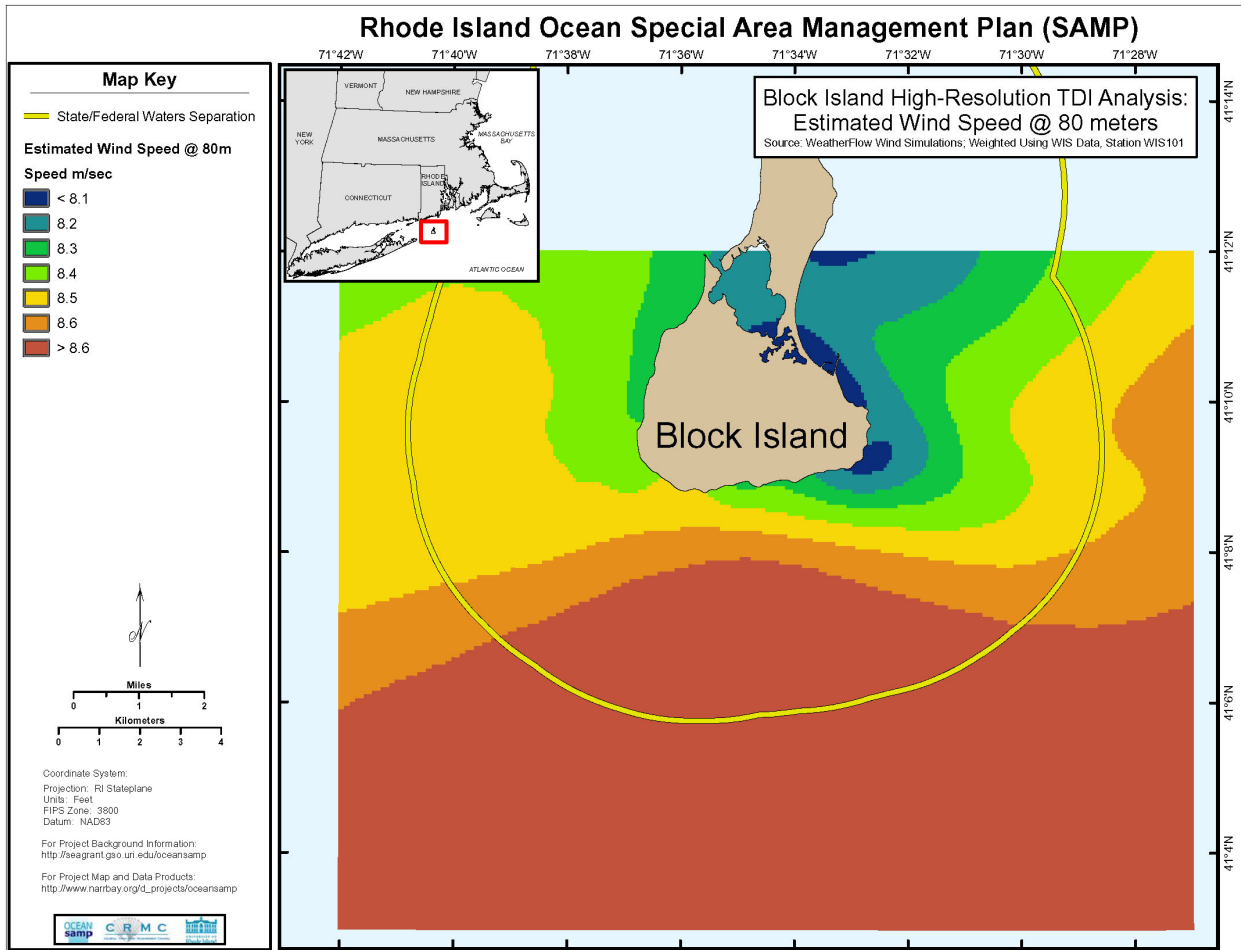 Rhode Island Ocean Special Area Management Plan (SAMP)
71°42'W
71°40'W
71°38'W
71°36'W
71°34'W
71°32'W
71°30'W
71°28'W
Map Key
State/Federal Waters Separation
Estimated Wind Speed @ 80m
Speed m/sec
< 8.1
8.2
8.3
8.4
8.5
8.6
> 8.6
N
Miles
0 1 2
Kilometers
0 1 2 3 4
Coordinate System:
Projection: RI Stateplane
Units: Feet
FIPS Zone: 3800
Datum: NAD83
For Project Background Information:
http://seagrant.gso.uri.edu/oceansamp
For Project Map and Data Products:
http://www.narrbay.org/d_projects/oceansamp
OCEAN
samp
C R M C
Rhode Island
VERMONT
NEW HAMPSHIRE
NEW
YORK
MASSACHUSETTS
MASSACHUSETTS
BAY
CONNECTICUT
RHODE
ISLAND
ATLANTIC OCEAN
Block Island High-Resolution TDI Analysis:
Estimated Wind Speed @ 80 meters
Source: WeatherFlow Wind Simulations; Weighted Using WIS Data, Station WIS101
Block Island
41°14'N
41°12'N
41°10'N
41°8'N
41°6'N
41°4'N